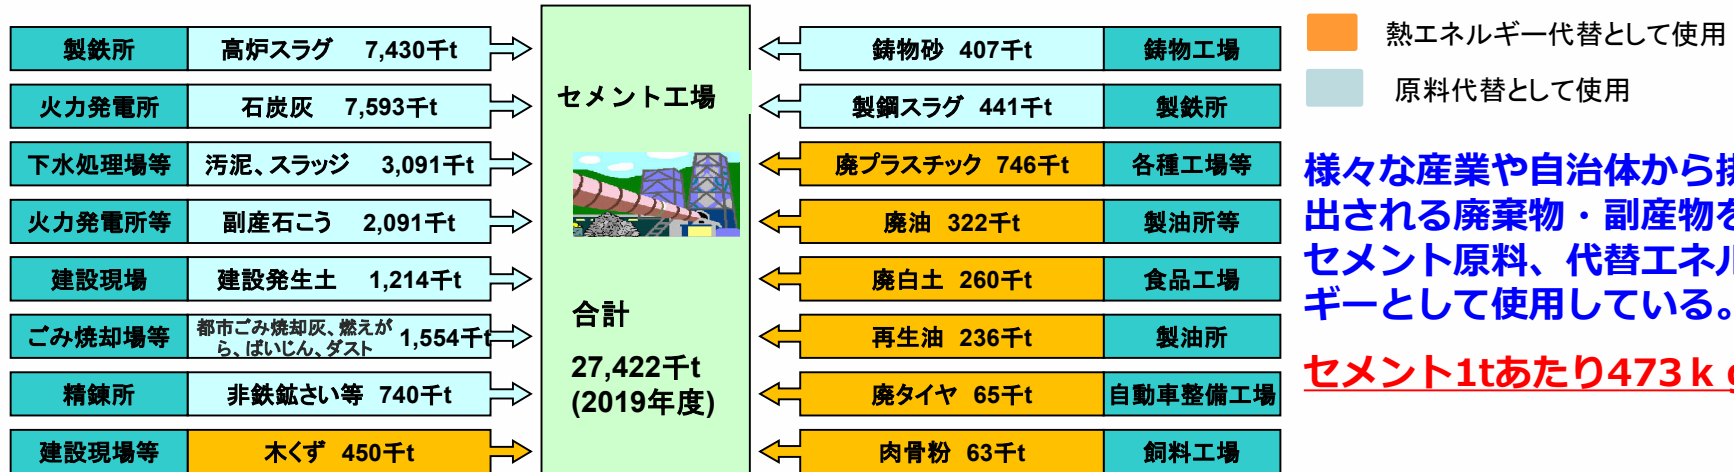 製鉄所 高炉スラグ 7,430千t
火力発電所 石炭灰 7,593千t
下水処理場等 汚泥、スラッジ 3,091千t
火力発電所等 副産石こう 2,091千t
建設現場 建設発生土 1,214千t
ごみ焼却場等 都市ごみ焼却灰、燃えが
ら、ばいじん、ダスト 1,554千t
精錬所 非鉄鉱さい等 740千t
建設現場等 木くず 450千t
セメント工場
合計
27,422千t
(2019年度)
鋳物砂 407千t 鋳物工場
製鋼スラグ 441千t 製鉄所
廃プラスチック 746千t 各種工場等
廃油 322千t 製油所等
廃白土 260千t 食品工場
再生油 236千t 製油所
廃タイヤ 65千t 自動車整備工場
肉骨粉 63千t 飼料工場
熱エネルギー代替として使用
原料代替として使用
様々な産業や自治体から排
出される廃棄物・副産物を
セメント原料、代替エネル
ギーとして使用している。
セメント1tあたり473ｋg